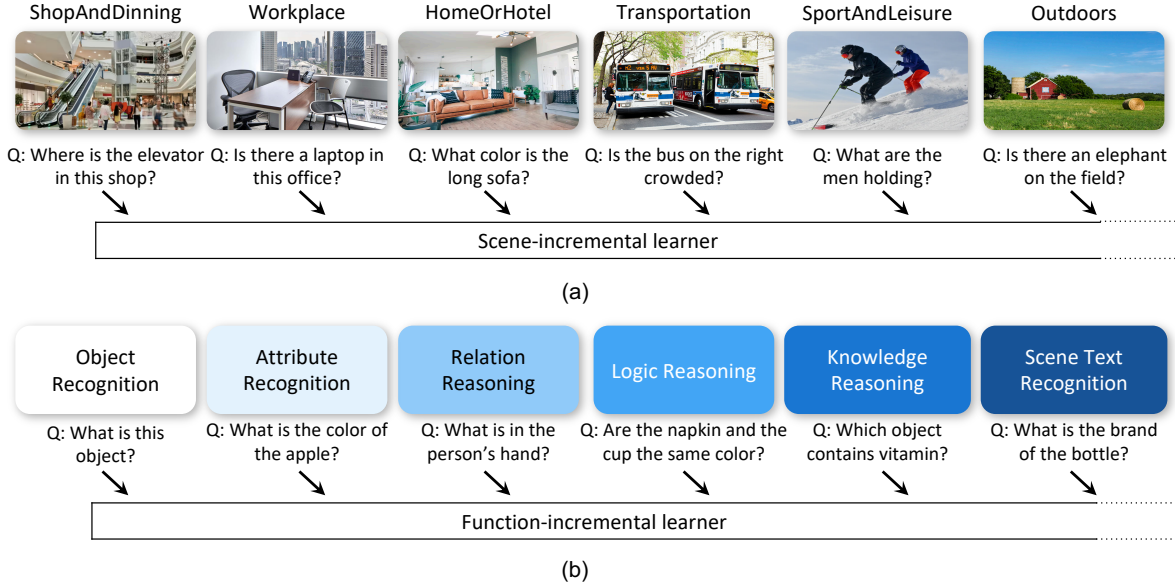 ShopAndDinning Workplace HomeOrHotel Transportation SportAndLeisure Outdoors
Q: Where is the elevator in this shop?
Q: Is there a laptop in this office?
Q: What color is the long sofa?
Q: Is the bus on the right crowded?
Q: What are the men holding?
Q: Is there an elephant on the field?
Scene-incremental learner
(a)
Object Recognition
Attribute Recognition
Relation Reasoning
Logic Reasoning
Knowledge Reasoning
Scene Text Recognition
Q: What is this object?
Q: What is the color of the apple?
Q: What is in the person's hand?
Q: Are the napkin and the cup the same color?
Q: Which object contains vitamin?
Q: What is the brand of the bottle?
Function-incremental learner
(b)